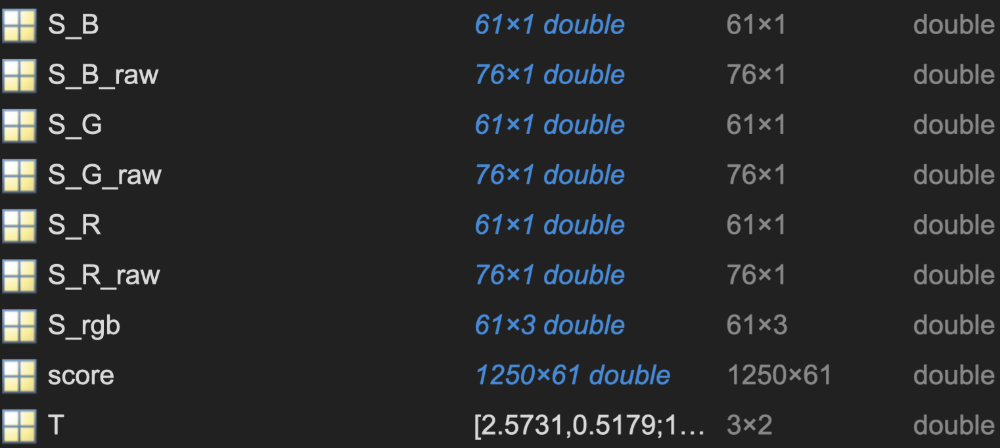 S_B 61×1 double 61×1 double
S_B_raw 76×1 double 76×1 double
S_G 61×1 double 61×1 double
S_G_raw 76×1 double 76×1 double
S_R 61×1 double 61×1 double
S_R_raw 76×1 double 76×1 double
S_rgb 61×3 double 61×3 double
score 1250×61 double 1250×61 double
T [2.5731,0.5179;1... 3×2 double